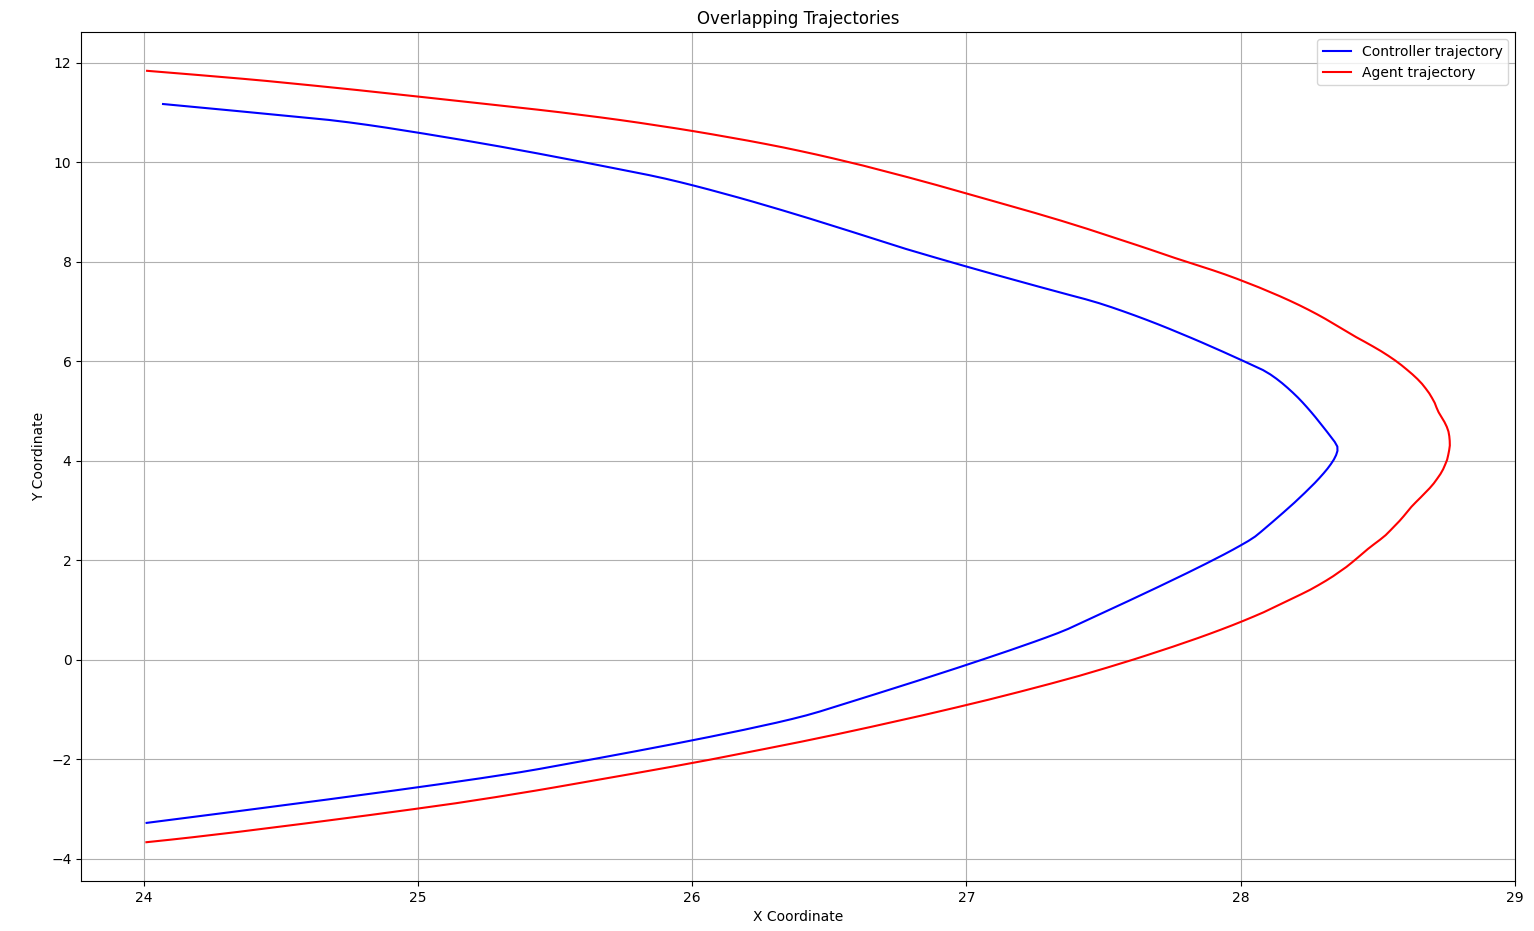 Overlapping Trajectories
Controller trajectory
Agent trajectory
12
10
8
6
4
2
0
−2
−4
Y Coordinate
24 25 26 27 28 29
X Coordinate